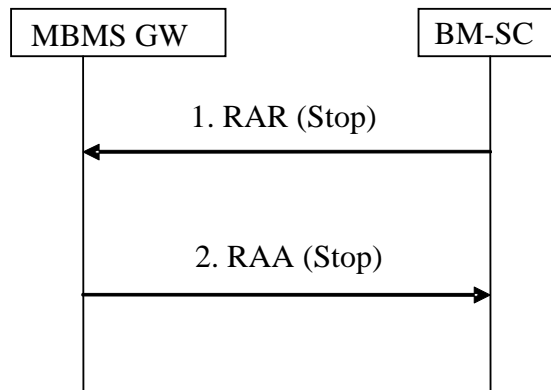 MBMS GW
BM-SC
1. RAR (Stop)
2. RAA (Stop)